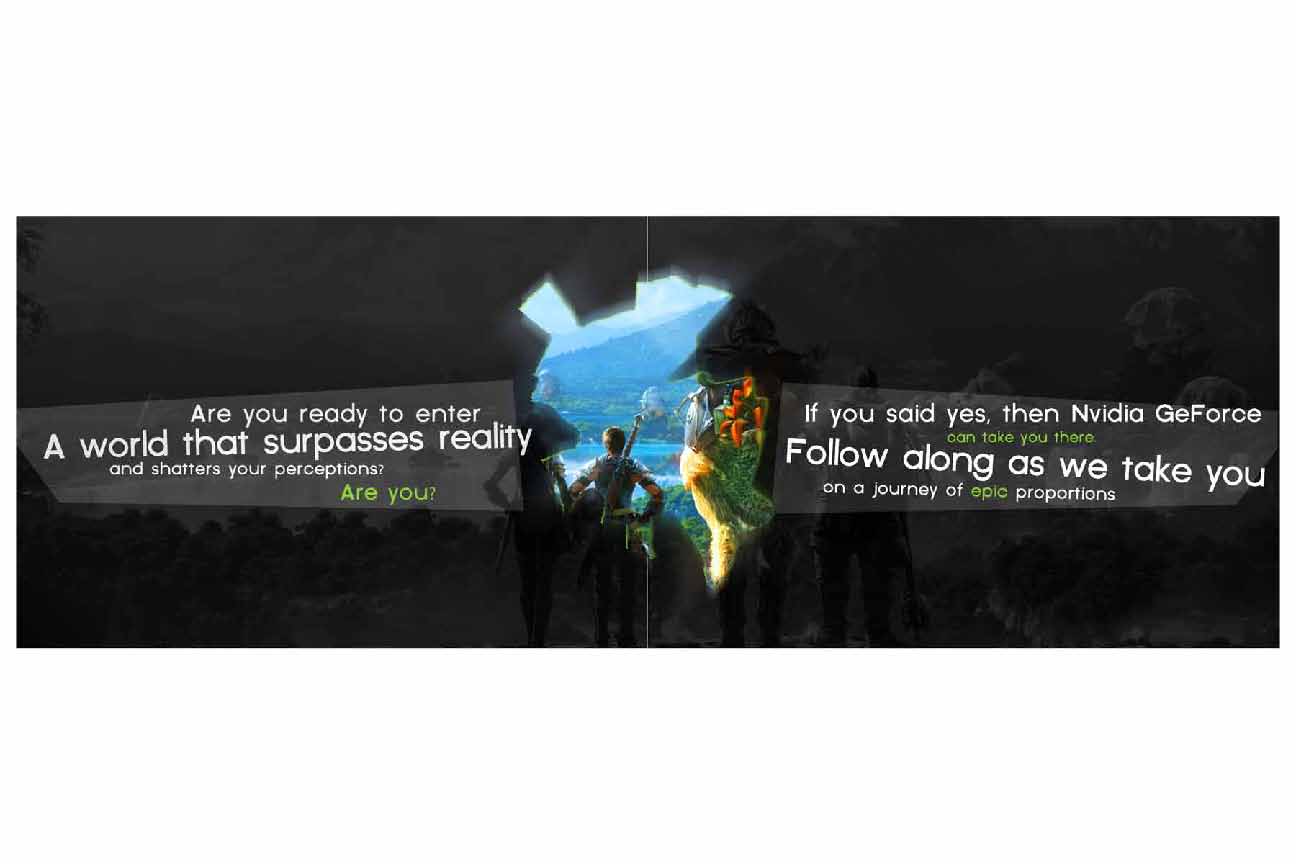 Are you ready to enter
A world that surpasses reality
and shatters your perceptions?
Are you?
If you said yes, then Nvidia GeForce
can take you there.
Follow along as we take you
on a journey of epic proportions